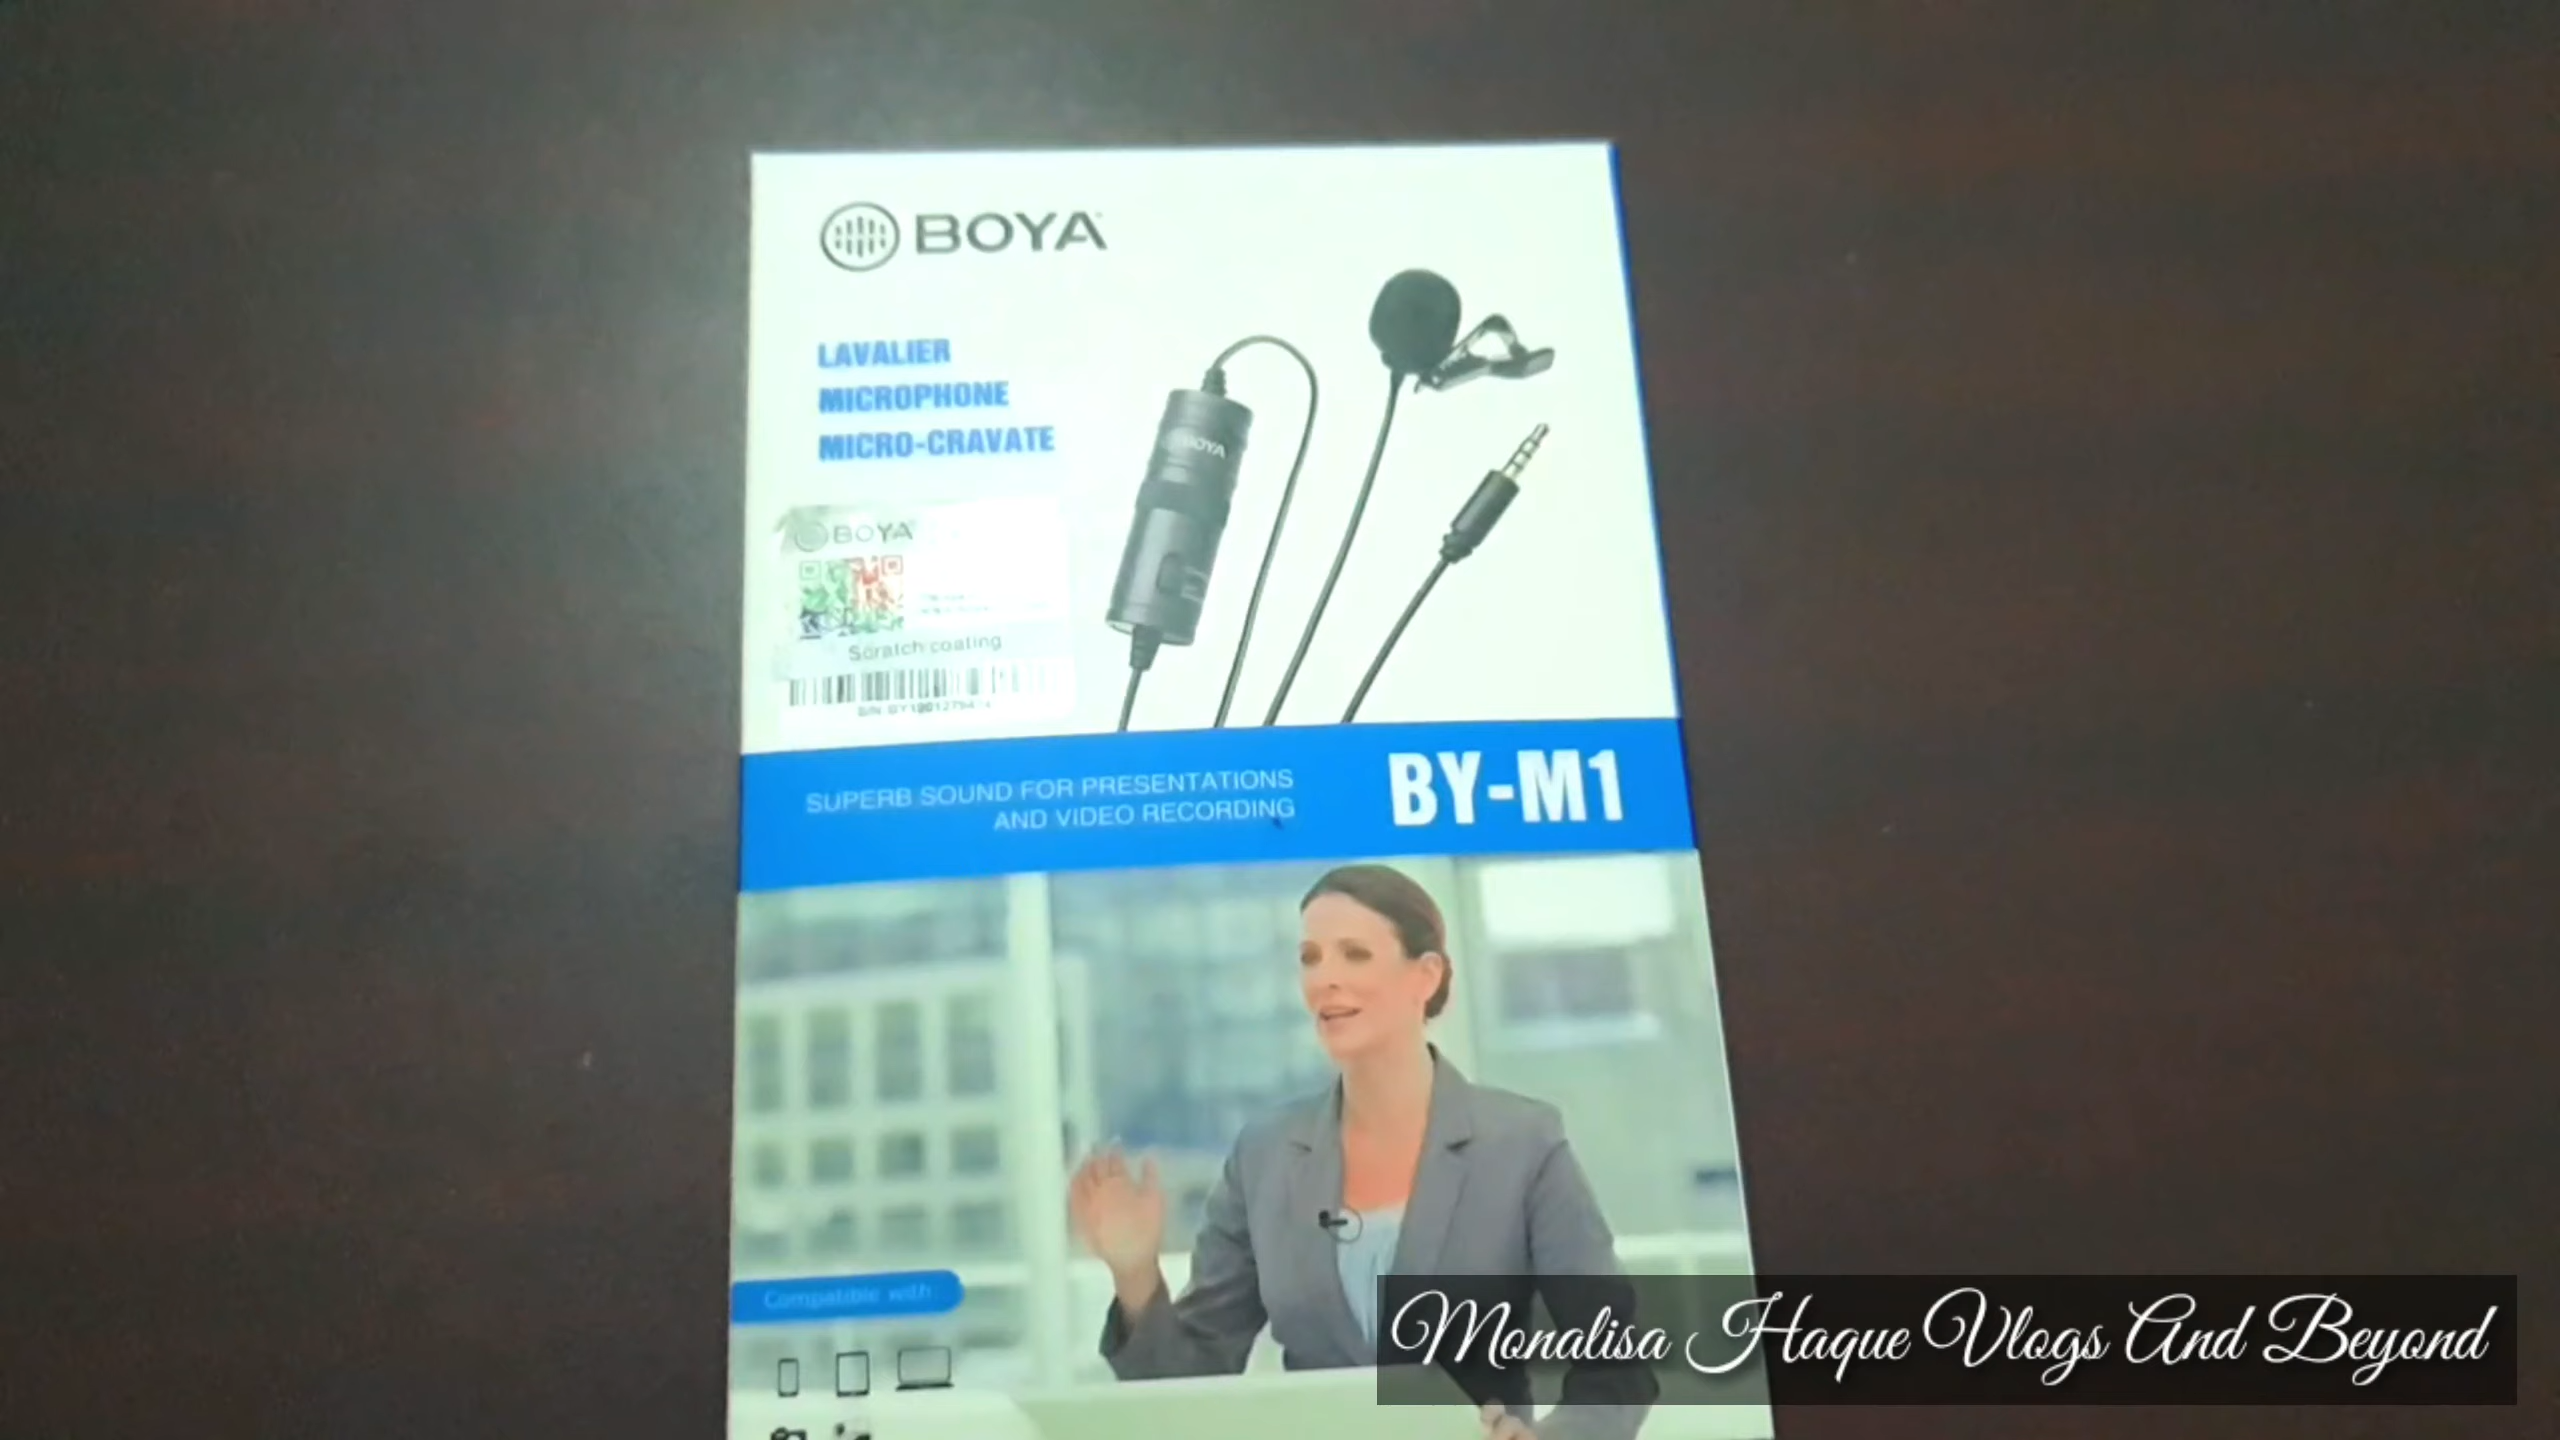 BOYA
LAVALIER
MICROPHONE
MICRO-CRAVATE
BOYA
BOYA
Scratch coating
SUPERB SOUND FOR PRESENTATIONS
AND VIDEO RECORDING
BY-M1
Compatible with
Monalisa Haque Vlogs And Beyond